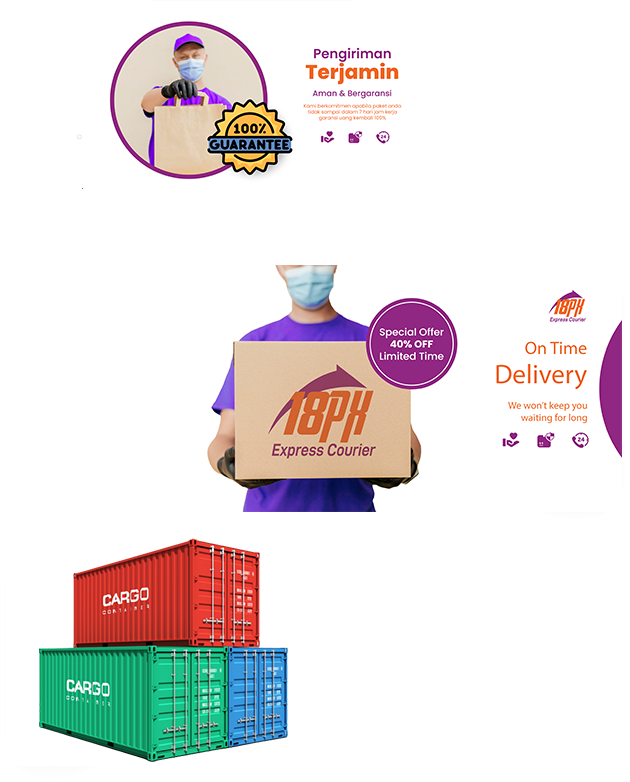 Pengiriman
Terjamin
Aman & Bergaransi
Kami berkomitmen apabila paket anda
tidak sampai dalam 7 hari jam kerja
garansi uang kembali 100%
100%
GUARANTEE
24
Special Offer
40% OFF
Limited Time
18PX
Express Courier
18PX
Express Courier
On Time
Delivery
We won't keep you
waiting for long
24
CARGO
CONTAINER
CARGO
CONTAINER